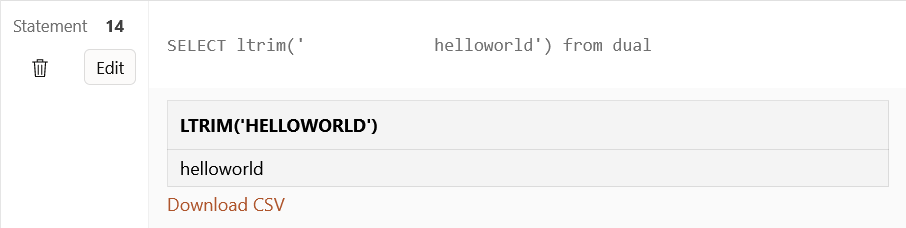 Statement 14
Edit
SELECT ltrim('            helloworld') from dual
LTRIM('HELLOWORLD')
helloworld
Download CSV